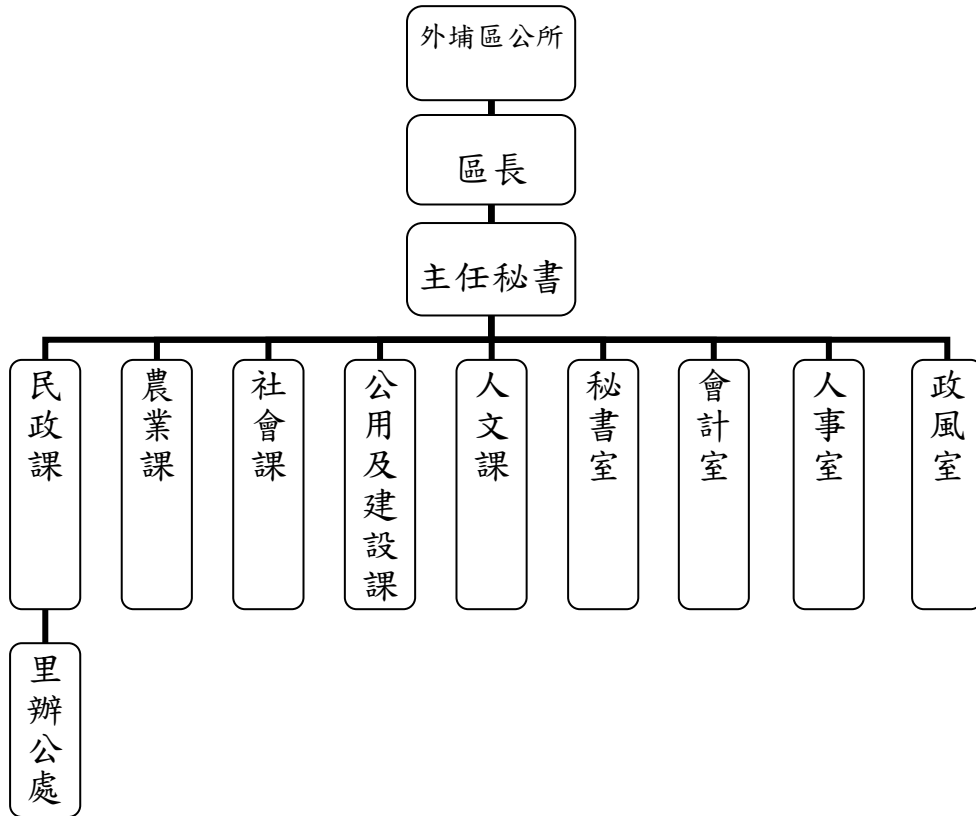 外埔區公所
區長
主任秘書
民政課
農業課
社會課
公用及建設課
人文課
秘書室
會計室
人事室
政風室
里辦公處